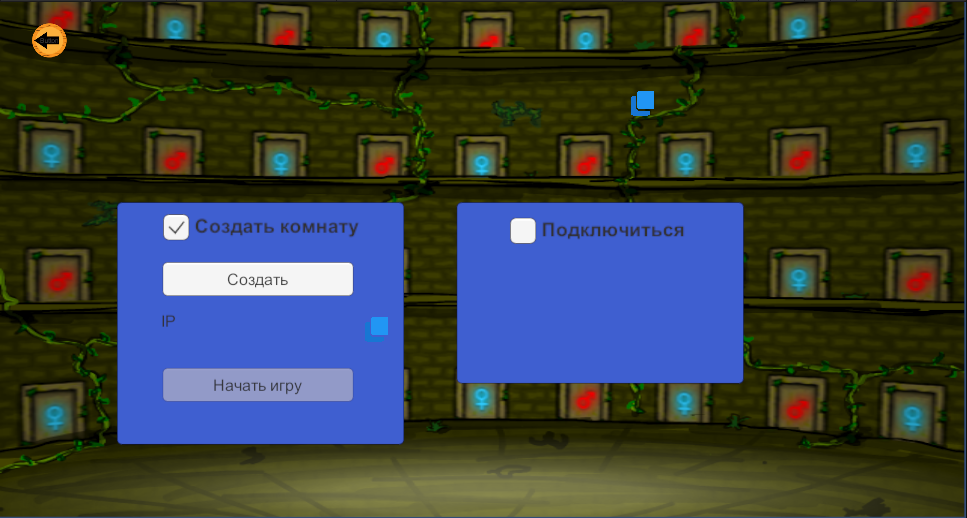 Создать комнату
Подключиться
Создать
IP
Начать игру